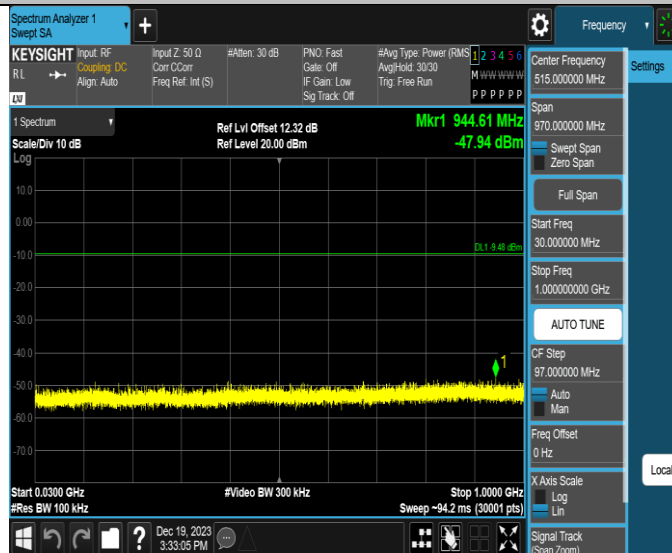 Spectrum Analyzer 1
Swept SA
+
Frequency
KEYSIGHT
RL
LXI
Input: RF
Coupling: DC
Align: Auto
Input Z: 50 Ω
Corr CCorr
Freq Ref: Int (S)
#Atten: 30 dB
PNO: Fast
Gate: Off
IF Gain: Low
Sig Track: Off
#Avg Type: Power (RMS
Avg|Hold: 30/30
Trig: Free Run
1 2 3 4 5 6
M W W W W W
P P P P P P
1 Spectrum
Scale/Div 10 dB
Ref Lvl Offset 12.32 dB
Ref Level 20.00 dBm
Mkr1 944.61 MHz
-47.94 dBm
Log
10.0
0.00
-10.0
-20.0
-30.0
-40.0
-50.0
-60.0
-70.0
DL1 -9.48 dBm
1
Start 0.0300 GHz
#Res BW 100 kHz
#Video BW 300 kHz
Stop 1.0000 GHz
Sweep ~94.2 ms (30001 pts)
Dec 19, 2023
3:33:05 PM
Center Frequency
515.000000 MHz
Span
970.000000 MHz
Swept Span
Zero Span
Full Span
Start Freq
30.000000 MHz
Stop Freq
1.000000000 GHz
AUTO TUNE
CF Step
97.000000 MHz
Auto
Man
Freq Offset
0 Hz
X Axis Scale
Log
Lin
Signal Track
(Span Zoom)
Settings
Local